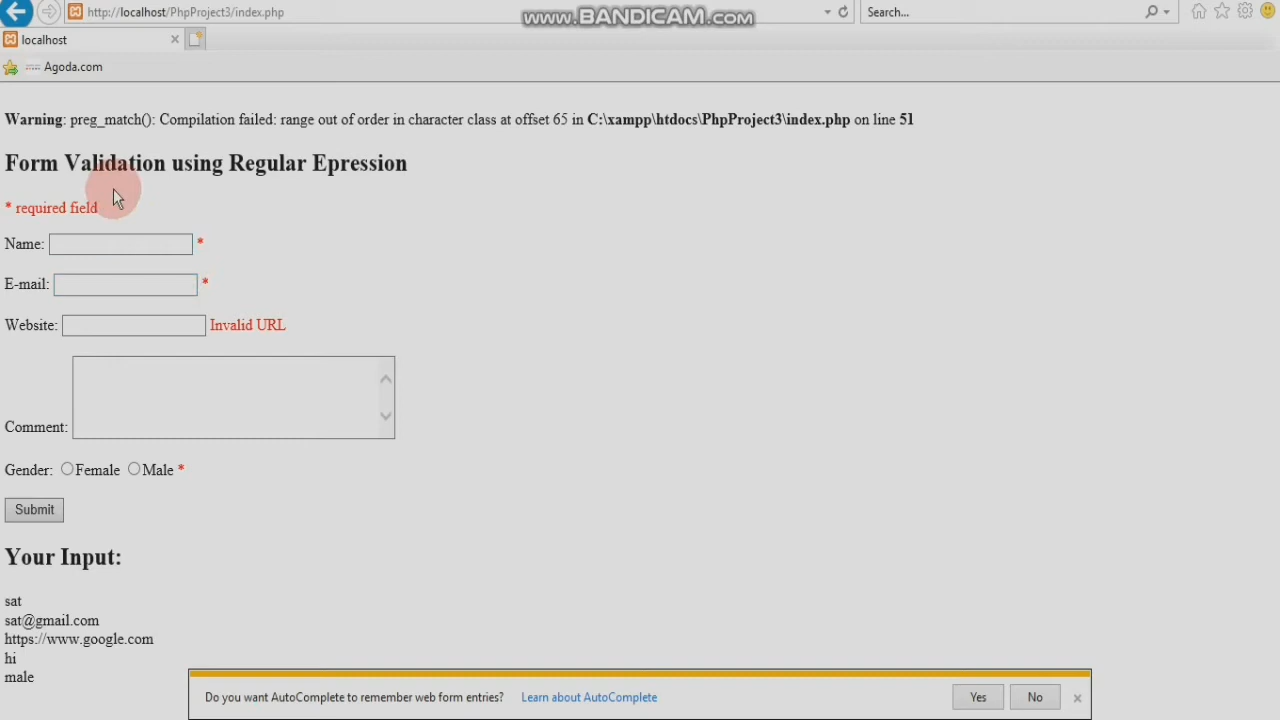 www.BANDICAM.com
http://localhost/PhpProject3/index.php
Search...
localhost
Agoda.com
Warning: preg_match(): Compilation failed: range out of order in character class at offset 65 in C:\xampp\htdocs\PhpProject3\index.php on line 51
Form Validation using Regular Epression
* required field
Name: *
E-mail: *
Website: Invalid URL
Comment:
Gender: Female Male *
Submit
Your Input:
sat
sat@gmail.com
https://www.google.com
hi
male
Do you want AutoComplete to remember web form entries? Learn about AutoComplete Yes No